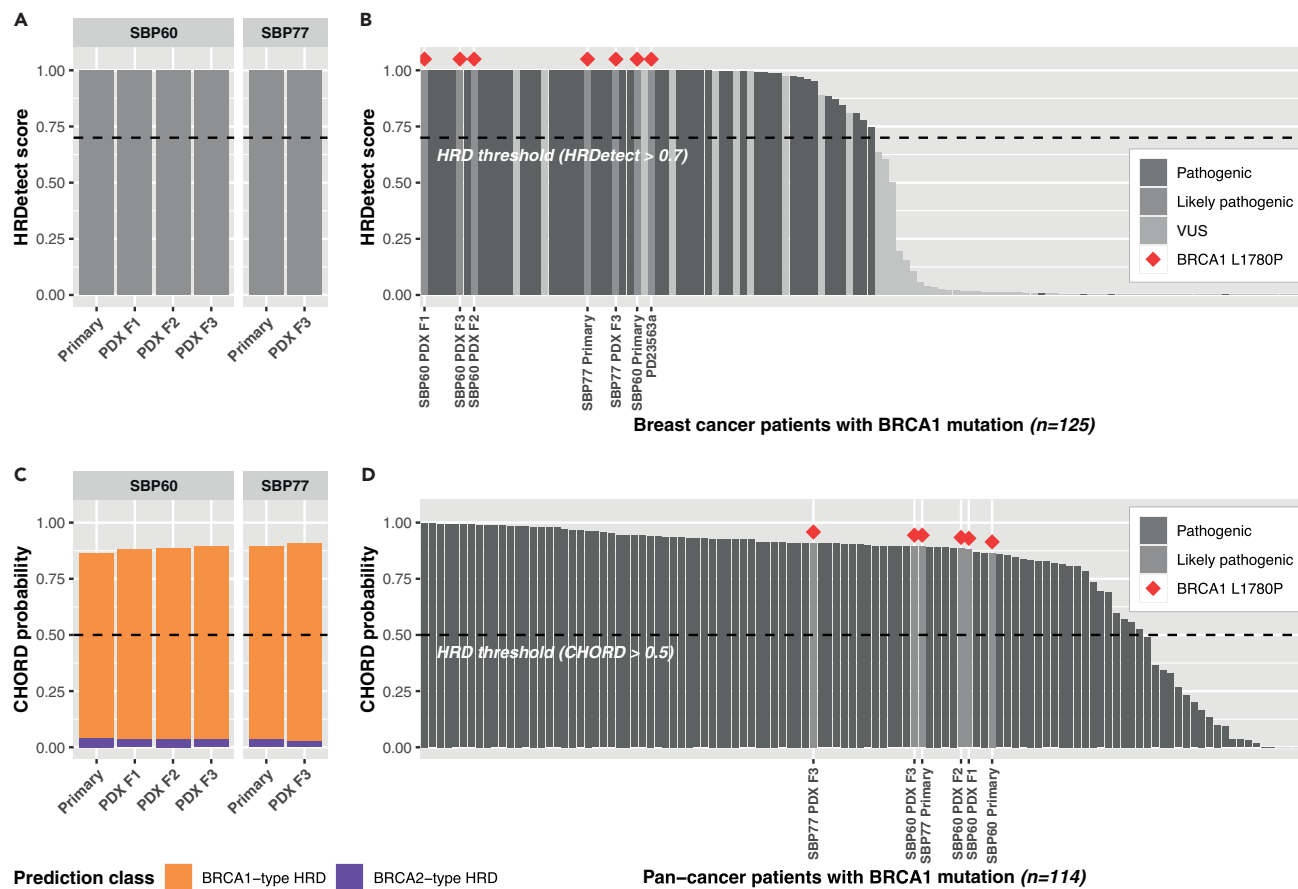 A
SBP60
SBP77
HRDetect score
1.00
0.75
0.50
0.25
0.00
Primary
PDX F1
PDX F2
PDX F3
Primary
PDX F3
B
HRDetect score
1.00
0.75
0.50
0.25
0.00
HRD threshold (HRDetect > 0.7)
Pathogenic
Likely pathogenic
VUS
BRCA1 L1780P
SBP60 PDX F1
SBP60 PDX F3
SBP60 PDX F2
SBP77 Primary
SBP77 PDX F3
SBP60 Primary
PD23563a
Breast cancer patients with BRCA1 mutation (n=125)
C
SBP60
SBP77
CHORD probability
1.00
0.75
0.50
0.25
0.00
Primary
PDX F1
PDX F2
PDX F3
Primary
PDX F3
Prediction class
BRCA1−type HRD
BRCA2−type HRD
D
CHORD probability
1.00
0.75
0.50
0.25
0.00
HRD threshold (CHORD > 0.5)
Pathogenic
Likely pathogenic
BRCA1 L1780P
SBP77 PDX F3
SBP60 PDX F3
SBP77 Primary
SBP60 PDX F2
SBP60 PDX F1
SBP60 Primary
Pan−cancer patients with BRCA1 mutation (n=114)